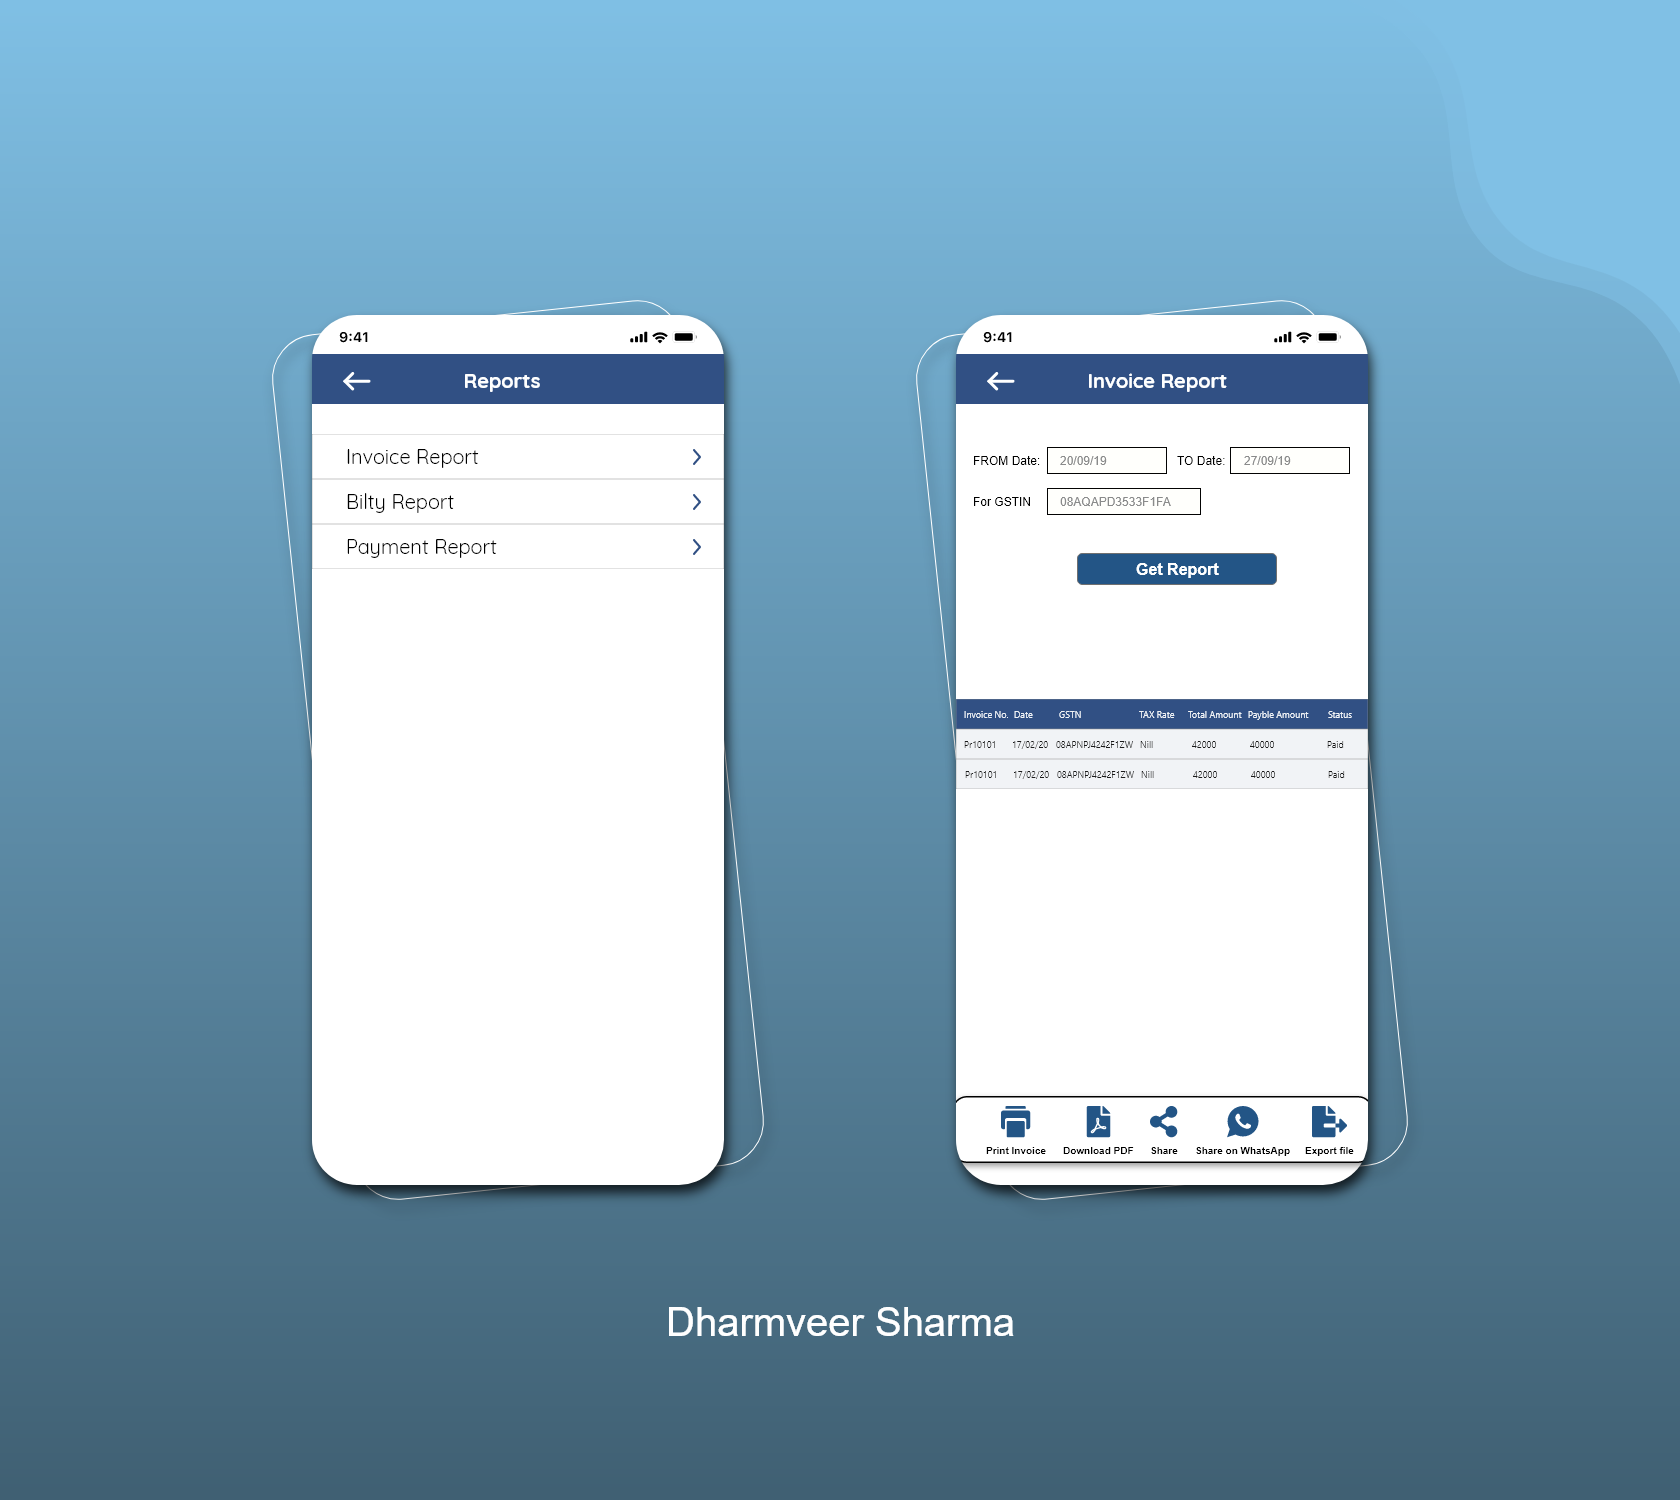 9:41
Reports
Invoice Report
Bilty Report
Payment Report
9:41
Invoice Report
FROM Date: 20/09/19 TO Date: 27/09/19
For GSTIN 08AQAPD3533F1FA
Get Report
Invoice No. Date GSTN TAX Rate Total Amount Payble Amount Status
Pr10101 17/02/20 08APNPJ4242F1ZW Nill 42000 40000 Paid
Pr10101 17/02/20 08APNPJ4242F1ZW Nill 42000 40000 Paid
Print Invoice Download PDF Share Share on WhatsApp Export file
Dharmveer Sharma